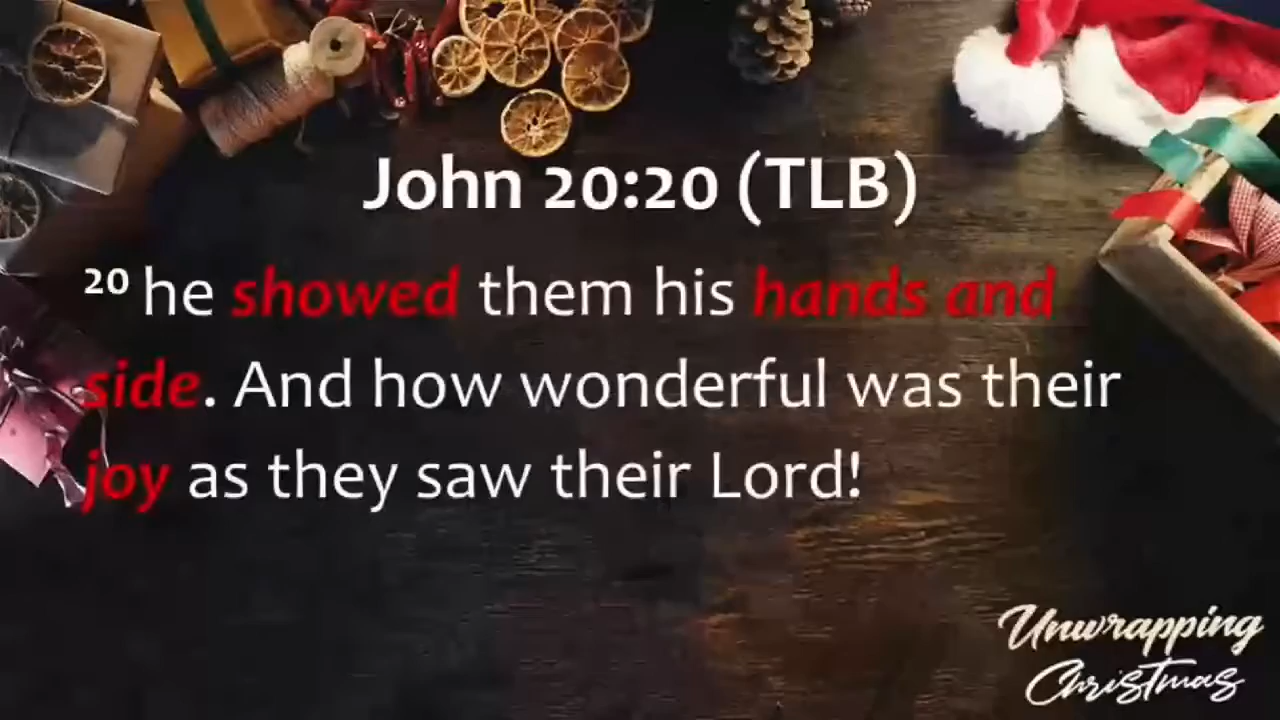 John 20:20 (TLB)
20 he showed them his hands and
side. And how wonderful was their
joy as they saw their Lord!
Unwrapping
Christmas